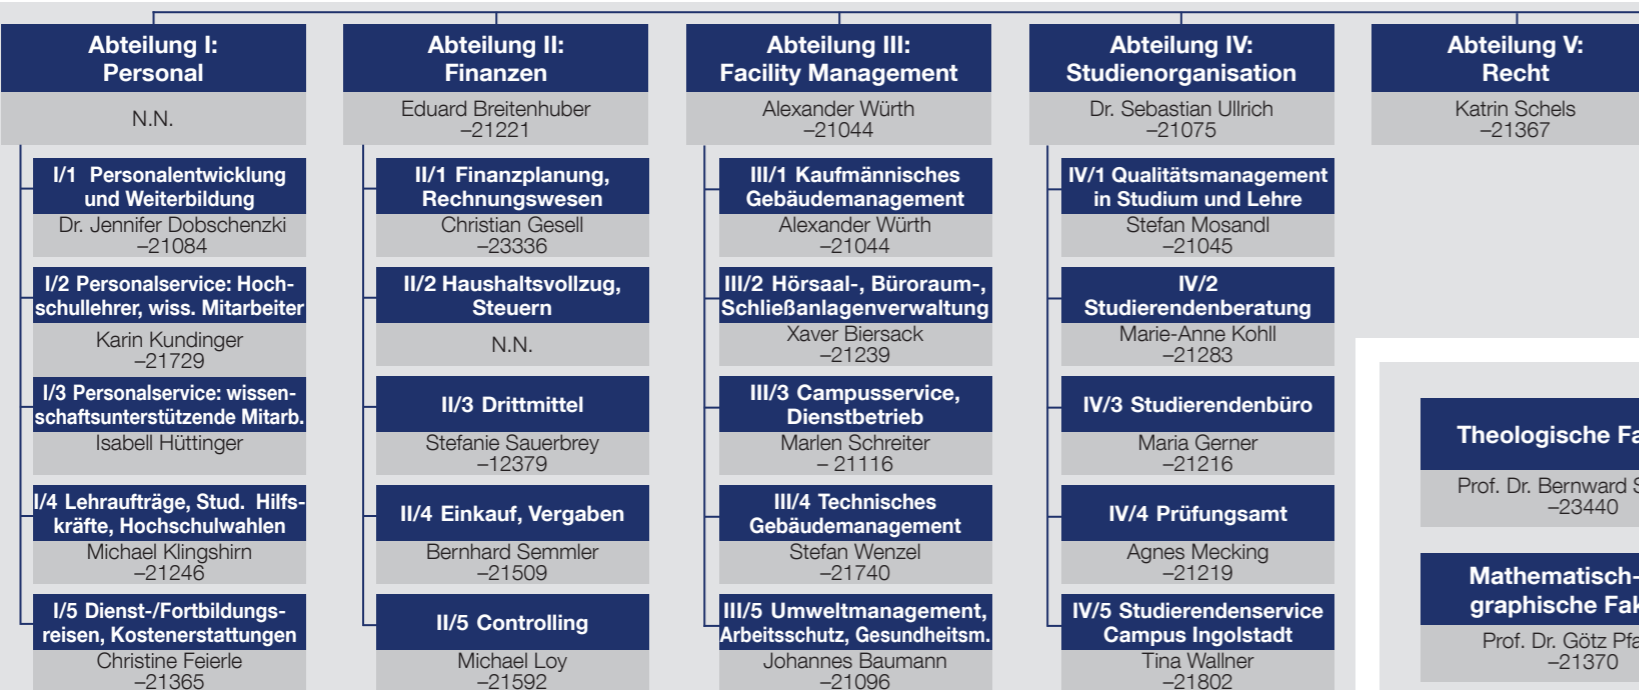 Abteilung I:
Personal
N.N.
I/1 Personalentwicklung
und Weiterbildung
Dr. Jennifer Dobschenzki
–21084
I/2 Personalservice: Hoch-
schullehrer, wiss. Mitarbeiter
Karin Kundinger
–21729
I/3 Personalservice: wissen-
schaftsunterstützende Mitarb.
Isabell Hüttinger
I/4 Lehraufträge, Stud. Hilfs-
kräfte, Hochschulwahlen
Michael Klingshirn
–21246
I/5 Dienst-/Fortbildungs-
reisen, Kostenerstattungen
Christine Feierle
–21365
Abteilung II:
Finanzen
Eduard Breitenhuber
–21221
II/1 Finanzplanung,
Rechnungswesen
Christian Gesell
–23336
II/2 Haushaltsvollzug,
Steuern
N.N.
II/3 Drittmittel
Stefanie Sauerbrey
–12379
II/4 Einkauf, Vergaben
Bernhard Semmler
–21509
II/5 Controlling
Michael Loy
–21592
Abteilung III:
Facility Management
Alexander Würth
–21044
III/1 Kaufmännisches
Gebäudemanagement
Alexander Würth
–21044
III/2 Hörsaal-, Büroraum-,
Schließanlagenverwaltung
Xaver Biersack
–21239
III/3 Campusservice,
Dienstbetrieb
Marlen Schreiter
– 21116
III/4 Technisches
Gebäudemanagement
Stefan Wenzel
–21740
III/5 Umweltmanagement,
Arbeitsschutz, Gesundheitsm.
Johannes Baumann
–21096
Abteilung IV:
Studienorganisation
Dr. Sebastian Ullrich
–21075
IV/1 Qualitätsmanagement
in Studium und Lehre
Stefan Mosandl
–21045
IV/2
Studierendenberatung
Marie-Anne Kohll
–21283
IV/3 Studierendenbüro
Maria Gerner
–21216
IV/4 Prüfungsamt
Agnes Mecking
–21219
IV/5 Studierendenservice
Campus Ingolstadt
Tina Wallner
–21802
Abteilung V:
Recht
Katrin Schels
–21367
Theologische Fa
Prof. Dr. Bernward S
–23440
Mathematisch-
graphische Fak
Prof. Dr. Götz Pfa
–21370